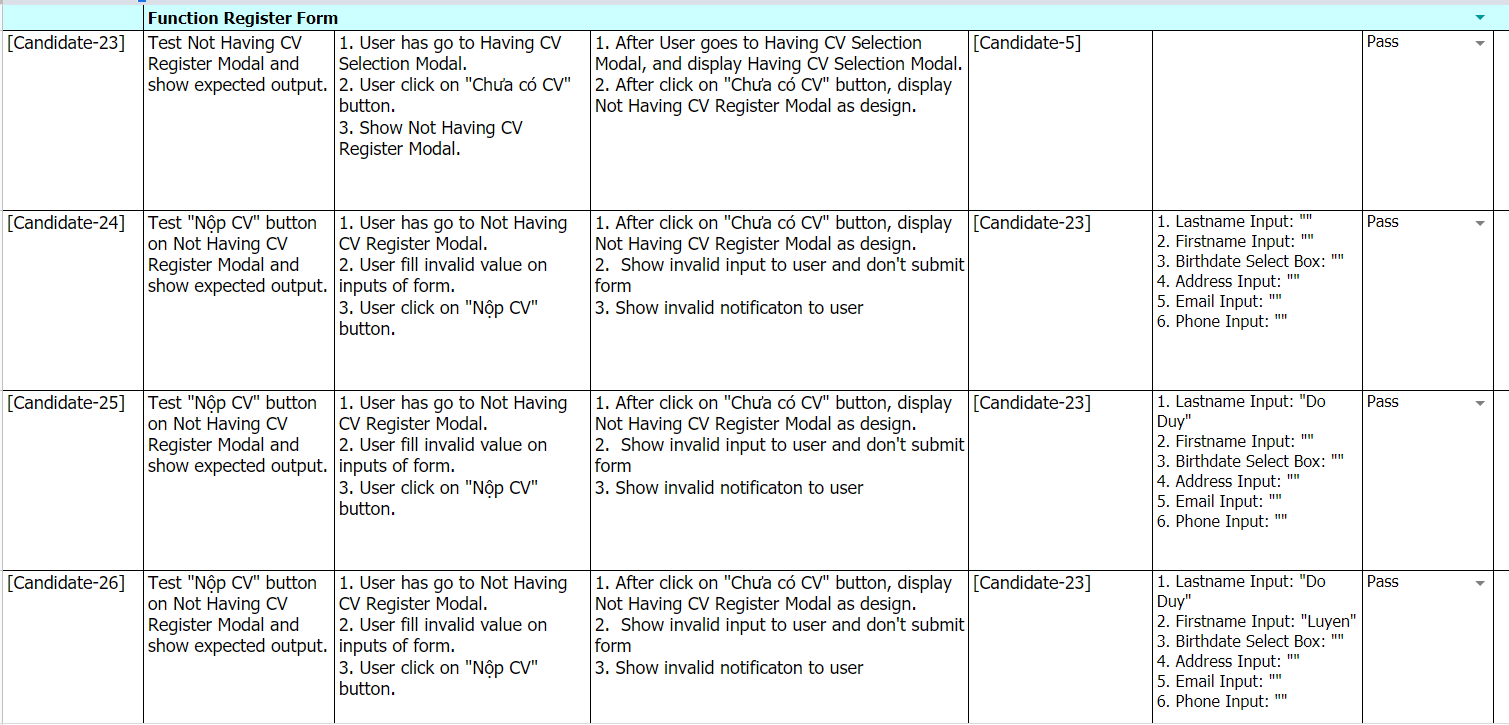 Function Register Form
[Candidate-23]
Test Not Having CV
Register Modal and
show expected output.
1. User has go to Having CV
Selection Modal.
2. User click on "Chưa có CV"
button.
3. Show Not Having CV
Register Modal.
1. After User goes to Having CV Selection
Modal, and display Having CV Selection Modal.
2. After click on "Chưa có CV" button, display
Not Having CV Register Modal as design.
[Candidate-5]
Pass
[Candidate-24]
Test "Nộp CV" button
on Not Having CV
Register Modal and
show expected output.
1. User has go to Not Having
CV Register Modal.
2. User fill invalid value on
inputs of form.
3. User click on "Nộp CV"
button.
1. After click on "Chưa có CV" button, display
Not Having CV Register Modal as design.
2.  Show invalid input to user and don't submit
form
3. Show invalid notificaton to user
[Candidate-23]
1. Lastname Input: ""
2. Firstname Input: ""
3. Birthdate Select Box: ""
4. Address Input: ""
5. Email Input: ""
6. Phone Input: ""
Pass
[Candidate-25]
Test "Nộp CV" button
on Not Having CV
Register Modal and
show expected output.
1. User has go to Not Having
CV Register Modal.
2. User fill invalid value on
inputs of form.
3. User click on "Nộp CV"
button.
1. After click on "Chưa có CV" button, display
Not Having CV Register Modal as design.
2.  Show invalid input to user and don't submit
form
3. Show invalid notificaton to user
[Candidate-23]
1. Lastname Input: "Do
Duy"
2. Firstname Input: ""
3. Birthdate Select Box: ""
4. Address Input: ""
5. Email Input: ""
6. Phone Input: ""
Pass
[Candidate-26]
Test "Nộp CV" button
on Not Having CV
Register Modal and
show expected output.
1. User has go to Not Having
CV Register Modal.
2. User fill invalid value on
inputs of form.
3. User click on "Nộp CV"
button.
1. After click on "Chưa có CV" button, display
Not Having CV Register Modal as design.
2.  Show invalid input to user and don't submit
form
3. Show invalid notificaton to user
[Candidate-23]
1. Lastname Input: "Do
Duy"
2. Firstname Input: "Luyen"
3. Birthdate Select Box: ""
4. Address Input: ""
5. Email Input: ""
6. Phone Input: ""
Pass